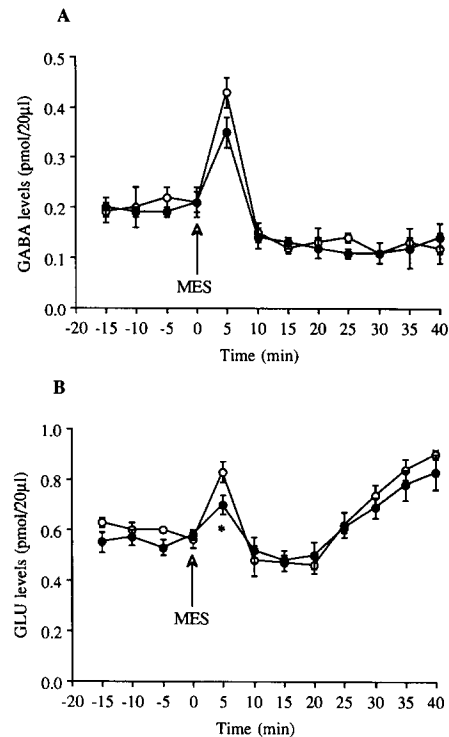 A
GABA levels (pmol/20µl)
0.5
0.4
0.3
0.2
0.1
0.0
MES
-20 -15 -10 -5 0 5 10 15 20 25 30 35 40
Time (min)
B
GLU levels (pmol/20µl)
1.0
0.8
0.6
0.4
0.2
0.0
*
MES
-20 -15 -10 -5 0 5 10 15 20 25 30 35 40
Time (min)